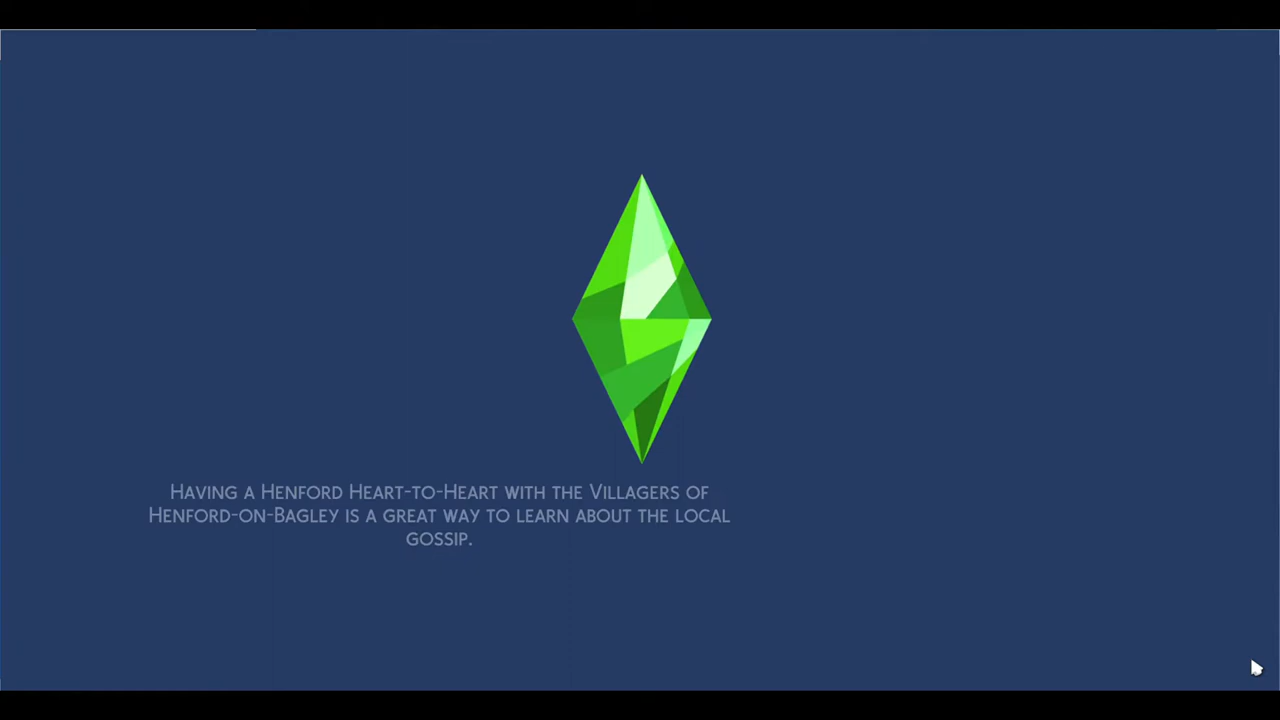 Having a Henford Heart-to-Heart with the Villagers of
Henford-on-Bagley is a great way to learn about the local
gossip.